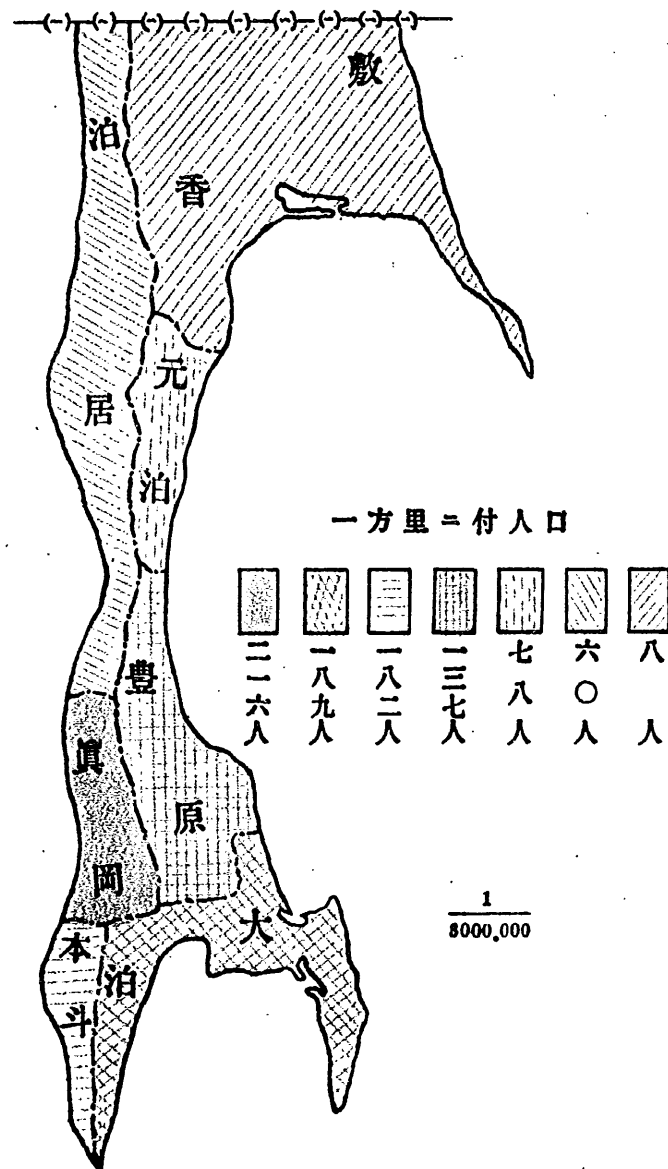 敷香
泊居
元泊
豊原
眞岡
大泊
本斗
一方里ニ付人口
二一六人
一八九人
一八二人
一三七人
七八人
六〇人
八人
1
8000.000